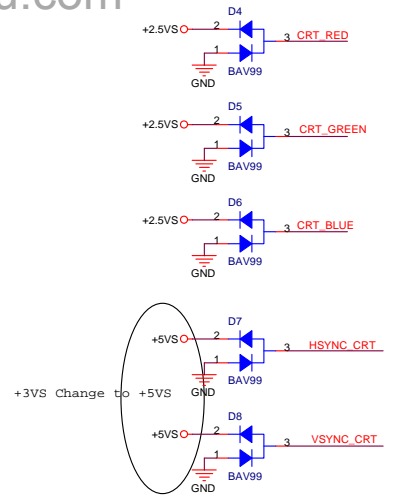 d.com
D4
+2.5VS 2
3 CRT_RED
1
GND BAV99
D5
+2.5VS 2
3 CRT_GREEN
1
GND BAV99
D6
+2.5VS 2
3 CRT_BLUE
1
GND BAV99
D7
+5VS 2
3 HSYNC_CRT
1
GND BAV99
+3VS Change to +5VS
D8
+5VS 2
3 VSYNC_CRT
1
GND BAV99